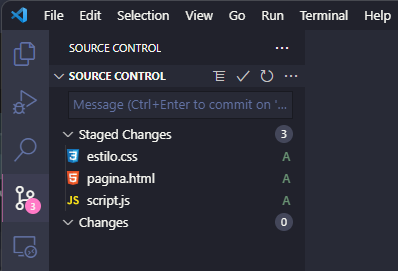 File Edit Selection View Go Run Terminal Help
SOURCE CONTROL
SOURCE CONTROL
Message (Ctrl+Enter to commit on '...
Staged Changes 3
estilo.css A
pagina.html A
JS script.js A
3
Changes 0